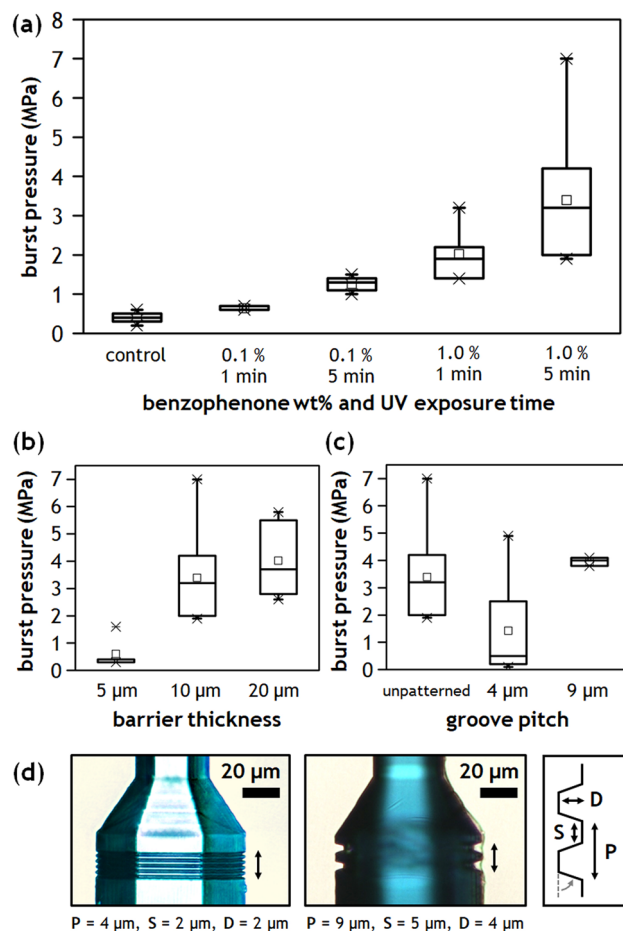 (a)
8
7
6
5
4
3
2
1
0
burst pressure (MPa)
control
0.1 %
1 min
0.1 %
5 min
1.0 %
1 min
1.0 %
5 min
benzophenone wt% and UV exposure time
(b)
7
6
5
4
3
2
1
0
burst pressure (MPa)
5 µm
10 µm
20 µm
barrier thickness
(c)
7
6
5
4
3
2
1
0
burst pressure (MPa)
unpatterned
4 µm
9 µm
groove pitch
(d)
20 µm
P = 4 µm, S = 2 µm, D = 2 µm
20 µm
P = 9 µm, S = 5 µm, D = 4 µm
D
S
P